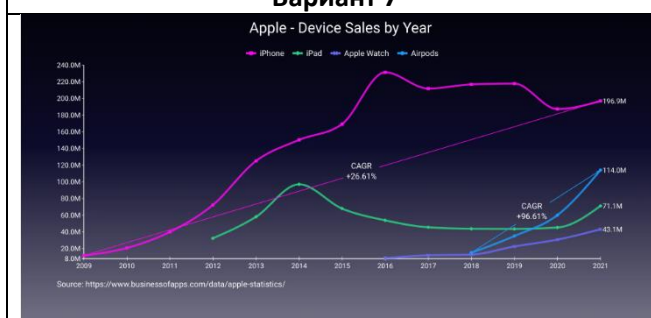 Вариант 7
Apple - Device Sales by Year
iPhone iPad Apple Watch Airpods
240.0M
220.0M
200.0M
196.9M
180.0M
160.0M
140.0M
120.0M
CAGR
+26.61%
114.0M
100.0M
80.0M
CAGR
+96.61%
71.1M
60.0M
43.1M
40.0M
20.0M
8.0M
2009 2010 2011 2012 2013 2014 2015 2016 2017 2018 2019 2020 2021
Source: https://www.businessofapps.com/data/apple-statistics/